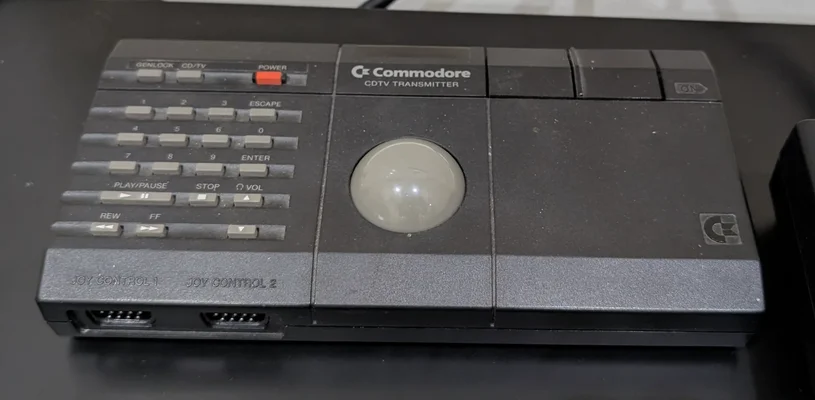 GENLOCK CD/TV POWER
1 2 3 ESCAPE
4 5 6 0
7 8 9 ENTER
PLAY/PAUSE STOP VOL
REW FF
JOY CONTROL 1 JOY CONTROL 2
Commodore
CDTV TRANSMITTER